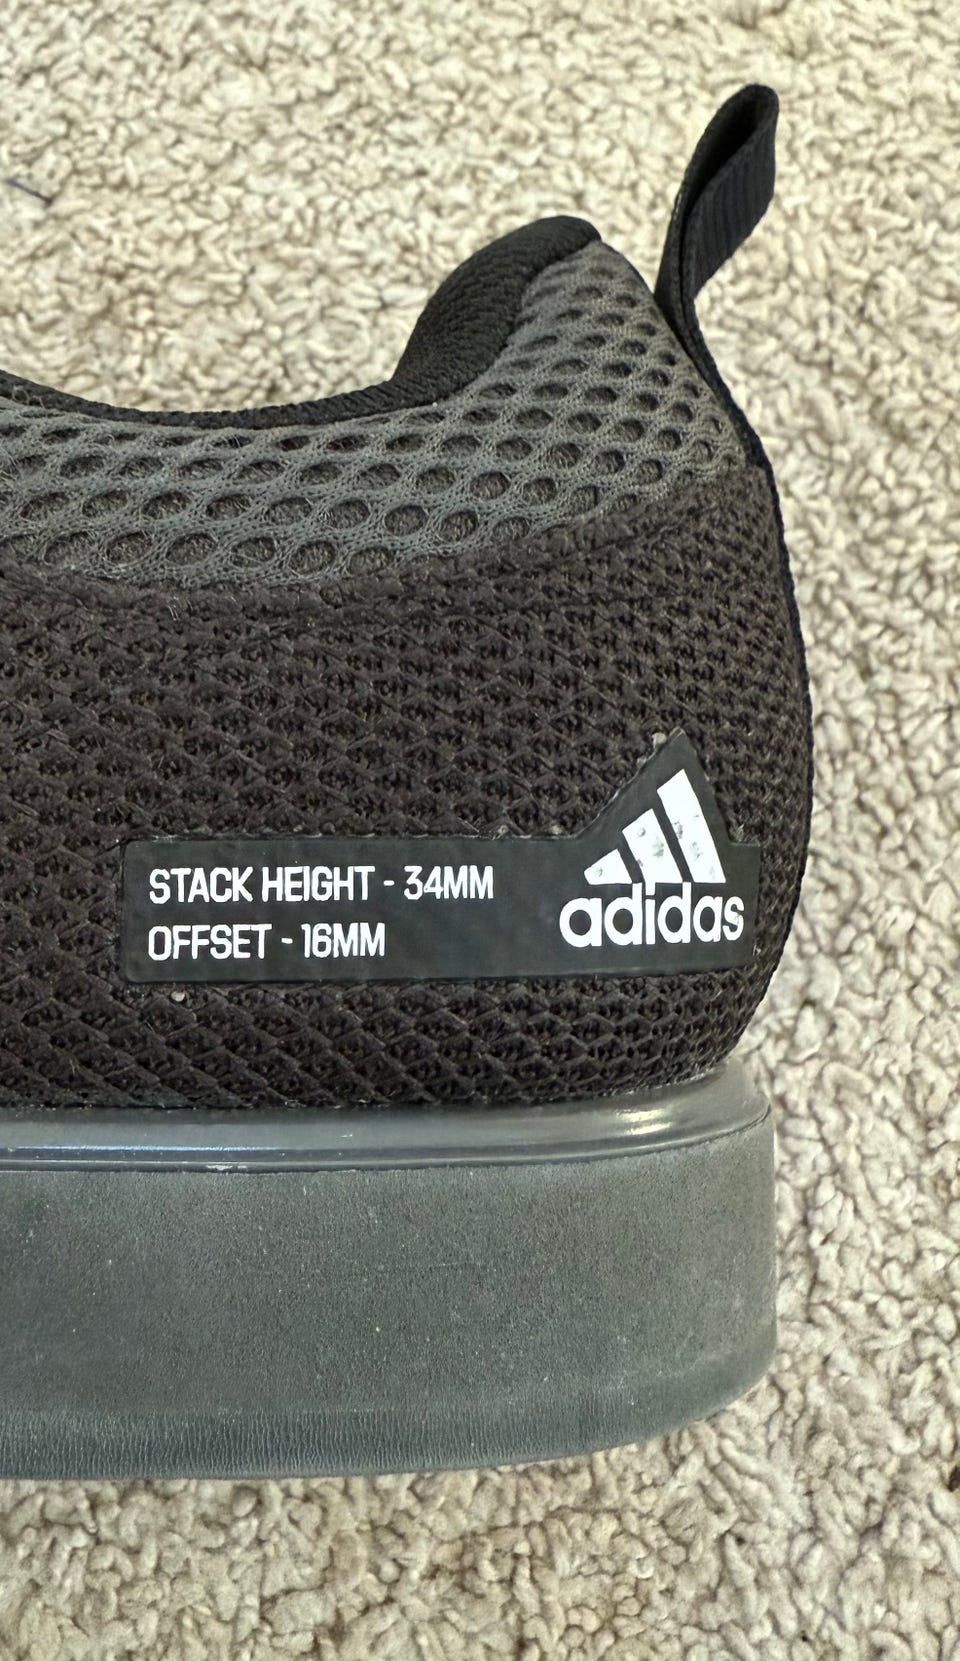 STACK HEIGHT - 34MM
OFFSET - 16MM
adidas